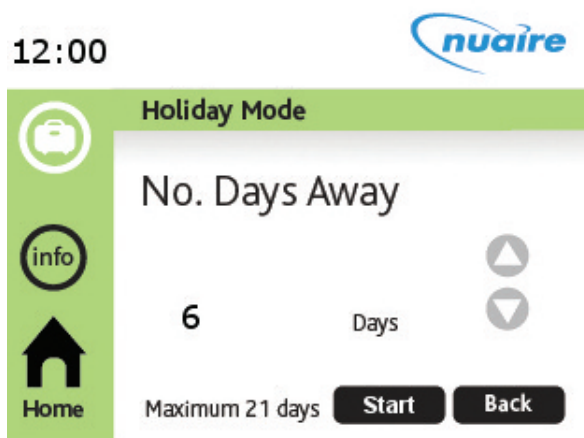 12:00
nuaire
Holiday Mode
No. Days Away
info
6 Days
Home
Maximum 21 days Start Back